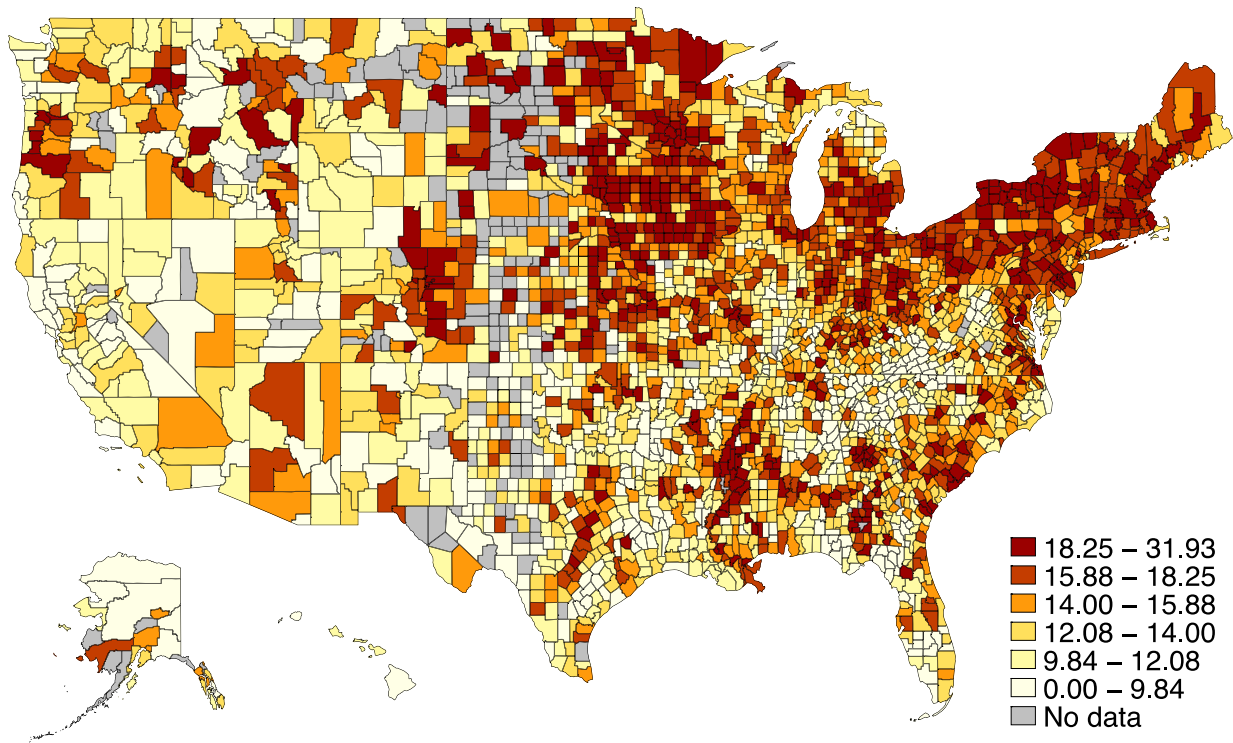 18.25 – 31.93
15.88 – 18.25
14.00 – 15.88
12.08 – 14.00
9.84 – 12.08
0.00 – 9.84
No data